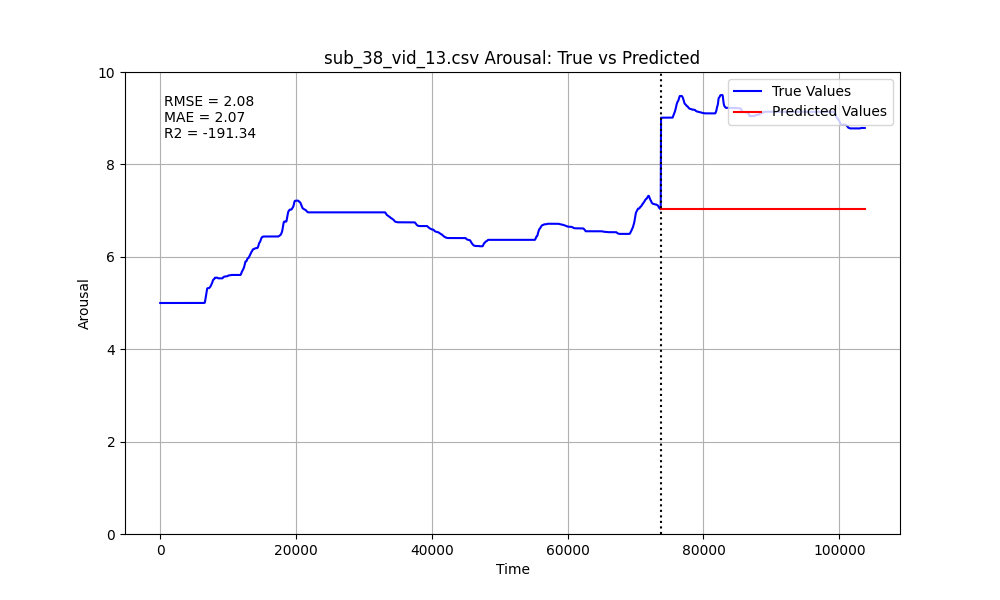 sub_38_vid_13.csv Arousal: True vs Predicted
RMSE = 2.08
MAE = 2.07
R2 = -191.34
True Values
Predicted Values
10
8
6
4
2
0
Arousal
0
20000
40000
60000
80000
100000
Time